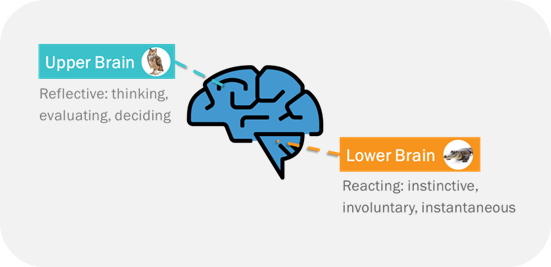 Upper Brain
Reflective: thinking,
evaluating, deciding
Lower Brain
Reacting: instinctive,
involuntary, instantaneous